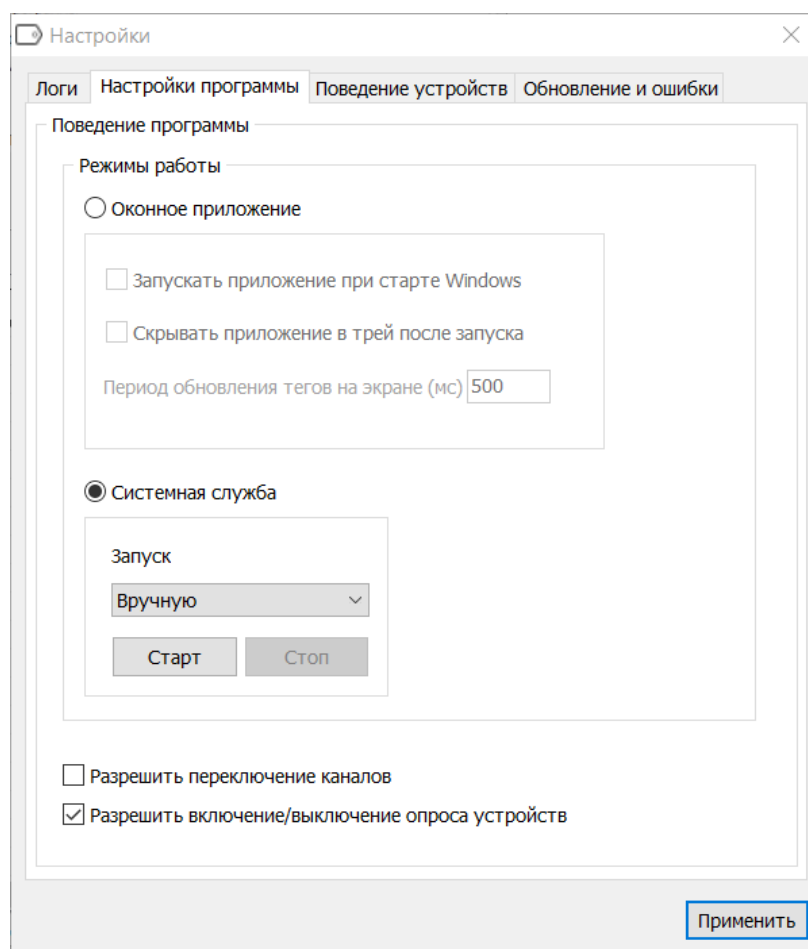 Настройки
Логи Настройки программы Поведение устройств Обновление и ошибки
Поведение программы
Режимы работы
Оконное приложение
Запускать приложение при старте Windows
Скрывать приложение в трей после запуска
Период обновления тегов на экране (мс) 500
Системная служба
Запуск
Вручную
Старт Стоп
Разрешить переключение каналов
Разрешить включение/выключение опроса устройств
Применить